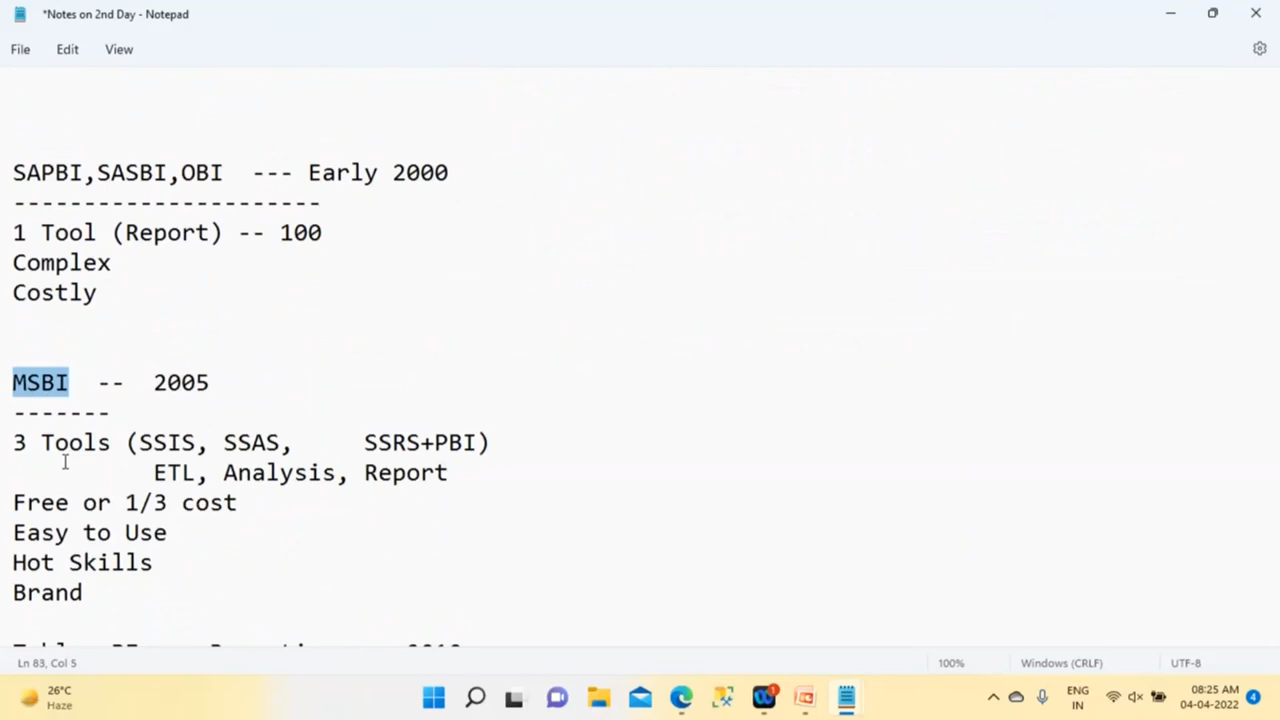 *Notes on 2nd Day - Notepad
File Edit View
SAPBI,SASBI,OBI --- Early 2000
----------------------
1 Tool (Report) -- 100
Complex
Costly
MSBI -- 2005
-------
3 Tools (SSIS, SSAS, SSRS+PBI)
ETL, Analysis, Report
Free or 1/3 cost
Easy to Use
Hot Skills
Brand
Ln 83, Col 5
100%
Windows (CRLF)
UTF-8
26°C
Haze
1
ENG
IN
08:25 AM
04-04-2022
4